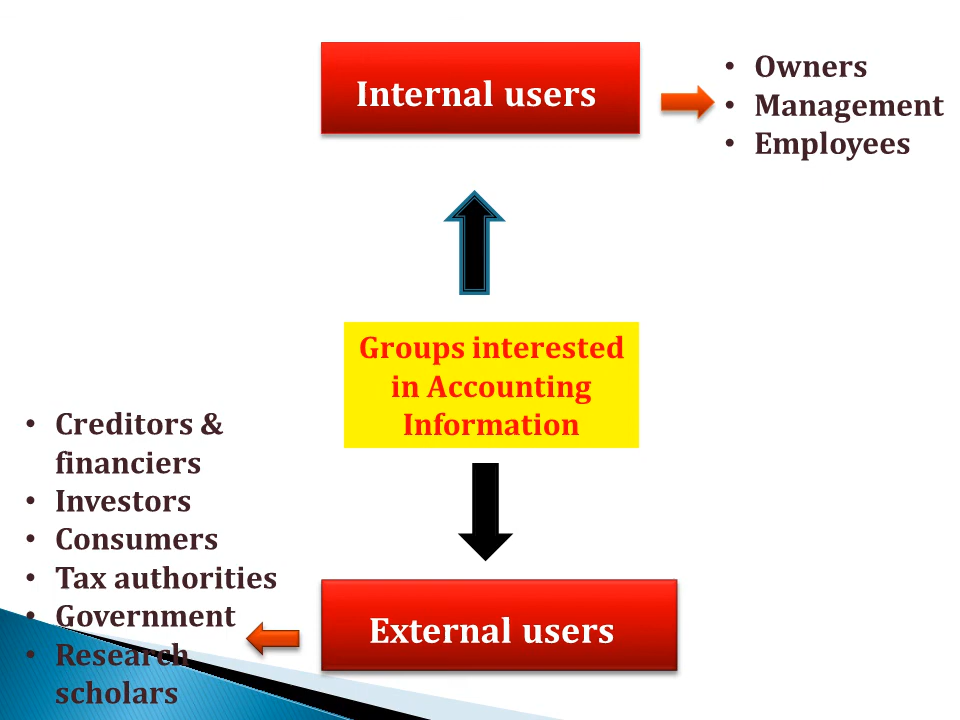 Internal users
• Owners
• Management
• Employees
Groups interested
in Accounting
Information
• Creditors &
financiers
• Investors
• Consumers
• Tax authorities
• Government
• Research
scholars
External users